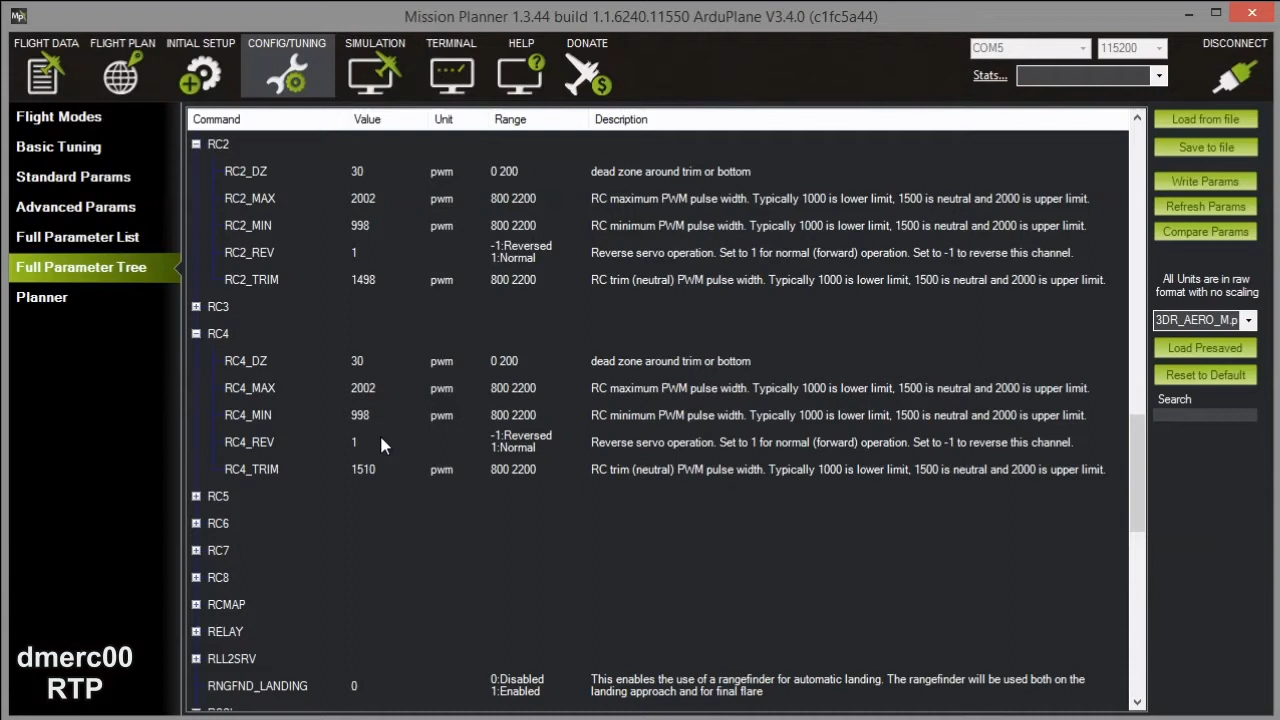 Mp
Mission Planner 1.3.44 build 1.1.6240.11550 ArduPlane V3.4.0 (c1fc5a44)
FLIGHT DATA
FLIGHT PLAN
INITIAL SETUP
CONFIG/TUNING
SIMULATION
TERMINAL
HELP
DONATE
COM5
115200
Stats...
DISCONNECT
Flight Modes
Basic Tuning
Standard Params
Advanced Params
Full Parameter List
Full Parameter Tree
Planner
dmerc00
RTP
Command Value Unit Range Description
RC2
RC2_DZ 30 pwm 0 200 dead zone around trim or bottom
RC2_MAX 2002 pwm 800 2200 RC maximum PWM pulse width. Typically 1000 is lower limit, 1500 is neutral and 2000 is upper limit.
RC2_MIN 998 pwm 800 2200 RC minimum PWM pulse width. Typically 1000 is lower limit, 1500 is neutral and 2000 is upper limit.
RC2_REV 1 -1:Reversed
1:Normal
Reverse servo operation. Set to 1 for normal (forward) operation. Set to -1 to reverse this channel.
RC2_TRIM 1498 pwm 800 2200 RC trim (neutral) PWM pulse width. Typically 1000 is lower limit, 1500 is neutral and 2000 is upper limit.
RC3
RC4
RC4_DZ 30 pwm 0 200 dead zone around trim or bottom
RC4_MAX 2002 pwm 800 2200 RC maximum PWM pulse width. Typically 1000 is lower limit, 1500 is neutral and 2000 is upper limit.
RC4_MIN 998 pwm 800 2200 RC minimum PWM pulse width. Typically 1000 is lower limit, 1500 is neutral and 2000 is upper limit.
RC4_REV 1 -1:Reversed
1:Normal
Reverse servo operation. Set to 1 for normal (forward) operation. Set to -1 to reverse this channel.
RC4_TRIM 1510 pwm 800 2200 RC trim (neutral) PWM pulse width. Typically 1000 is lower limit, 1500 is neutral and 2000 is upper limit.
RC5
RC6
RC7
RC8
RCMAP
RELAY
RLL2SRV
RNGFND_LANDING 0 0:Disabled
1:Enabled
This enables the use of a rangefinder for automatic landing. The rangefinder will be used both on the
landing approach and for final flare
Load from file
Save to file
Write Params
Refresh Params
Compare Params
All Units are in raw
format with no scaling
3DR_AERO_M.p
Load Presaved
Reset to Default
Search